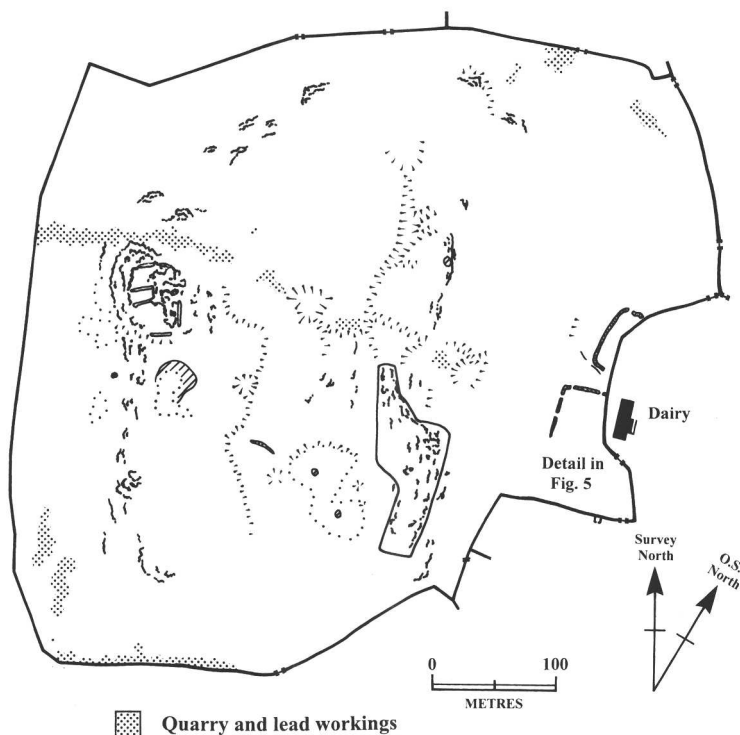 Dairy
Detail in
Fig. 5
Survey
North
O.S.
North
0 100
METRES
Quarry and lead workings